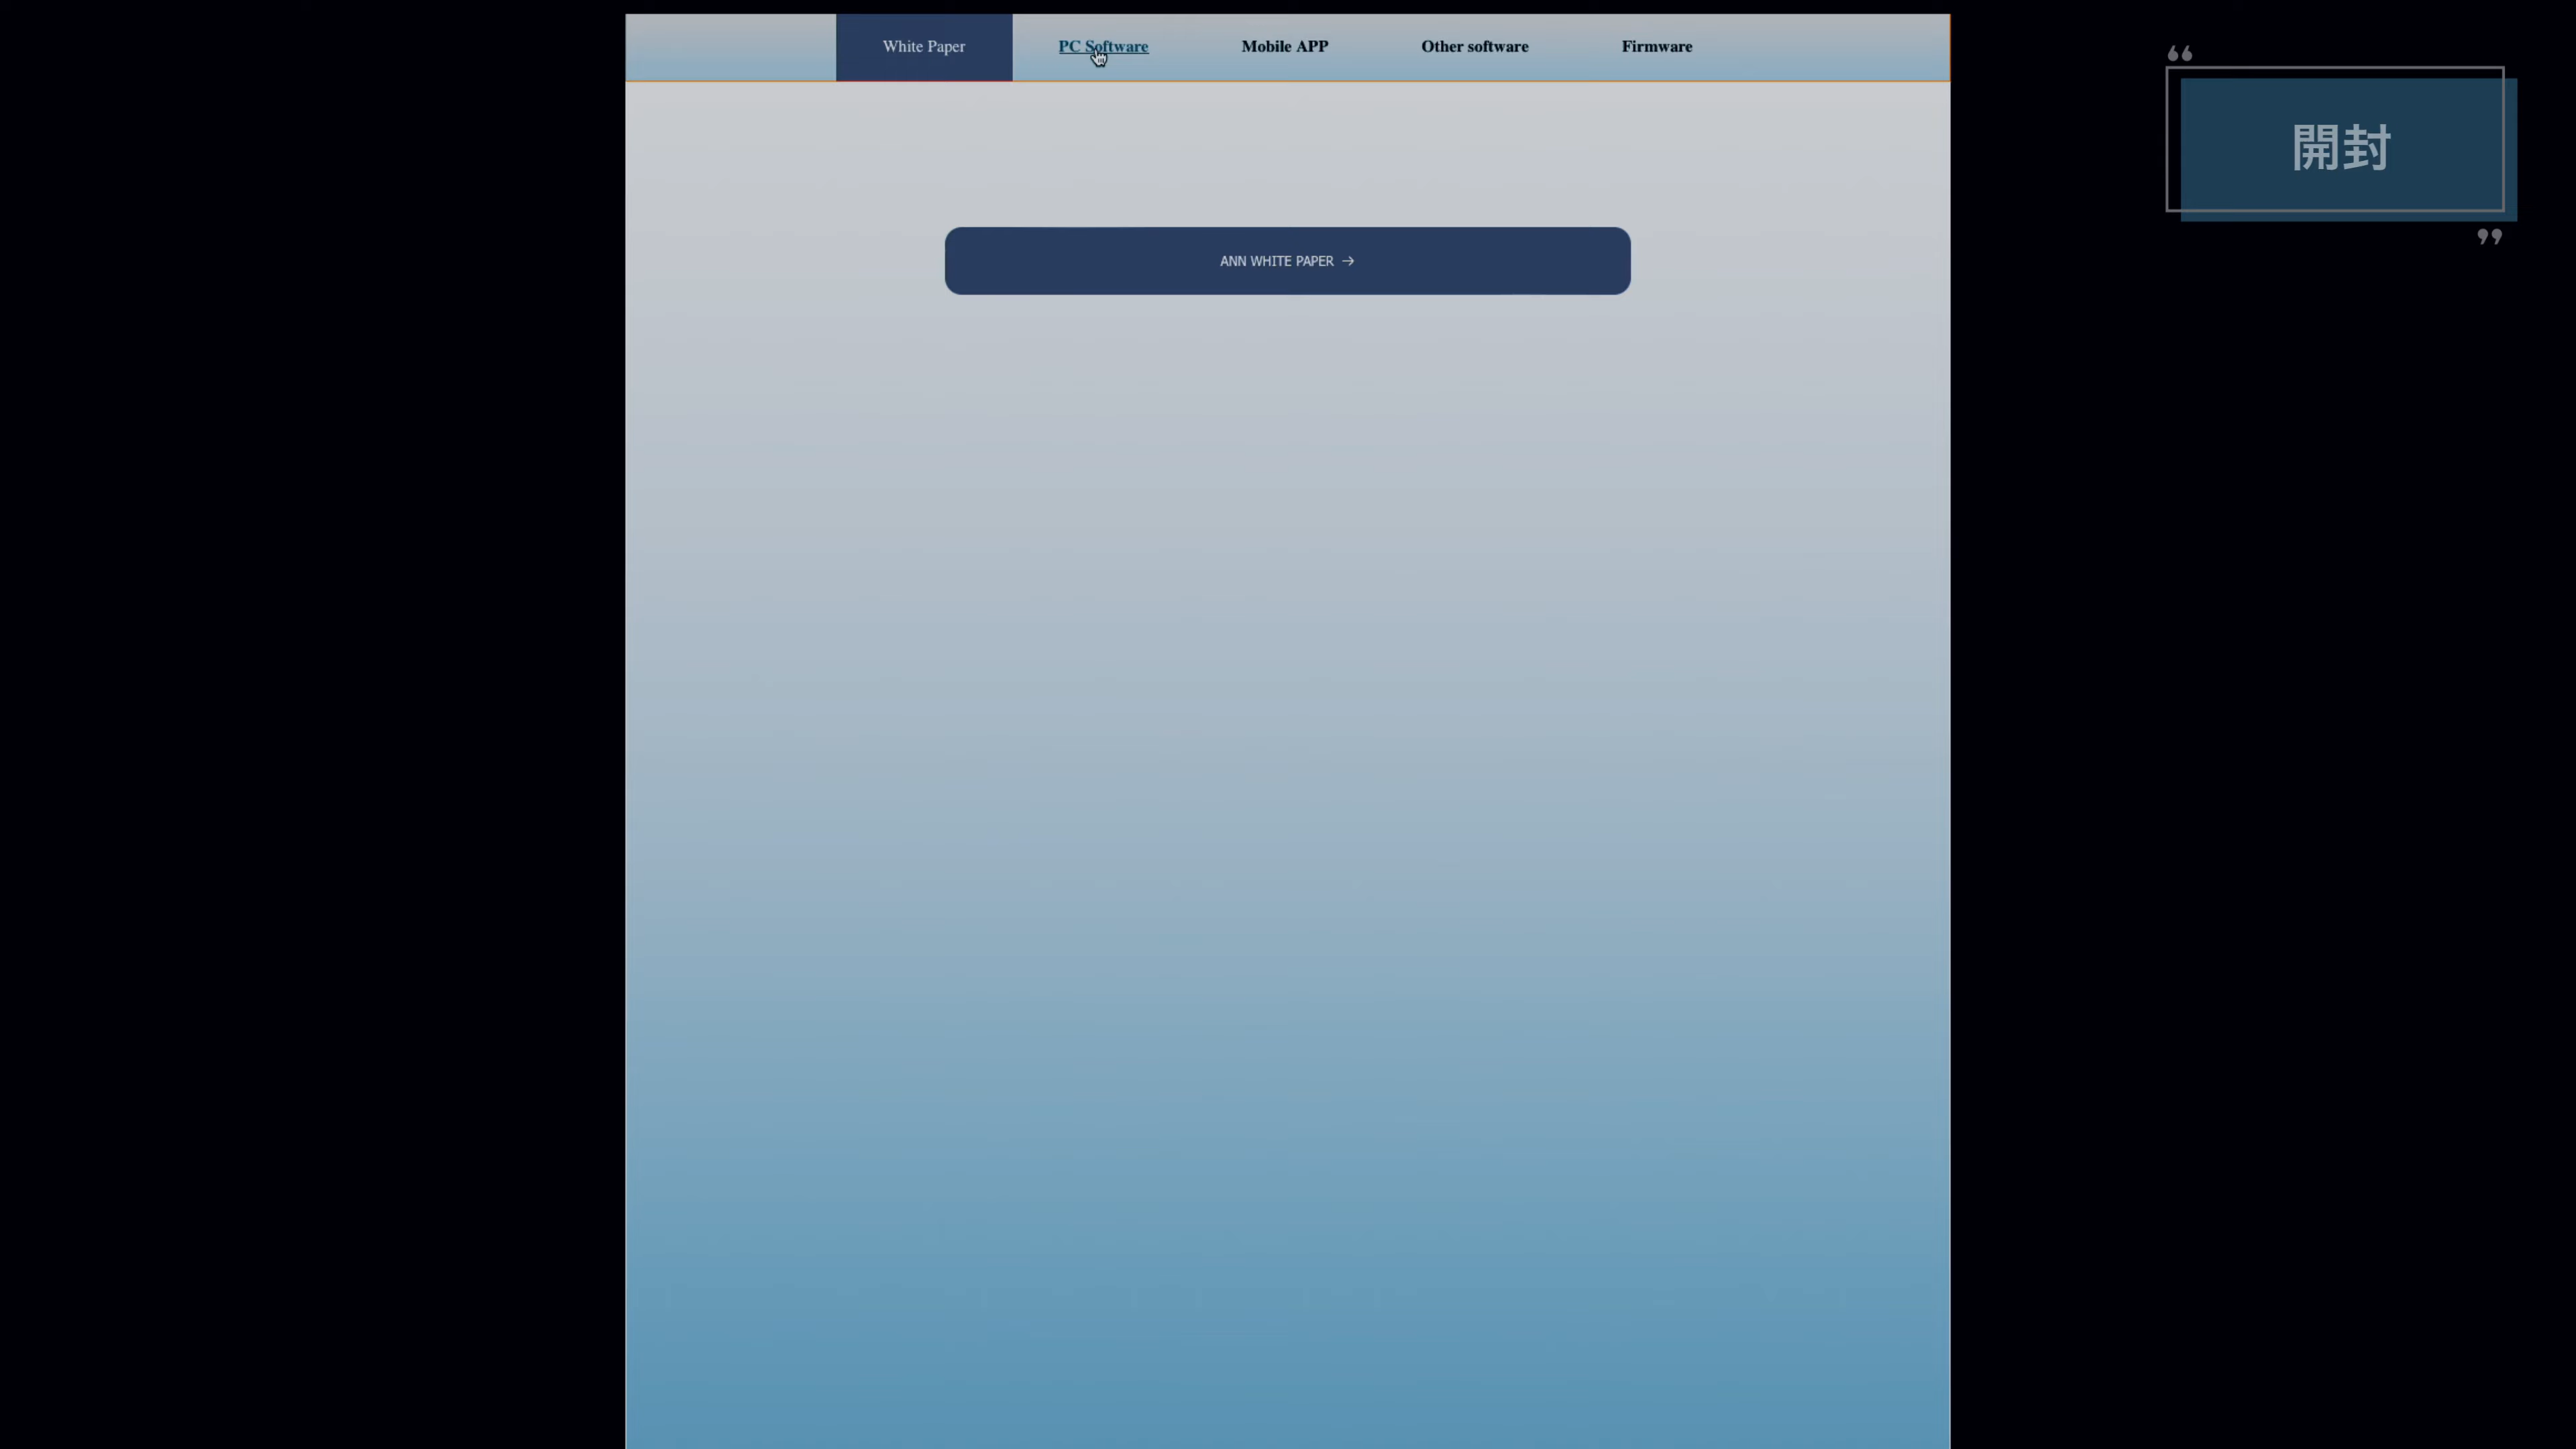 White Paper
PC Software
Mobile APP
Other software
Firmware
“
開封
”
ANN WHITE PAPER →